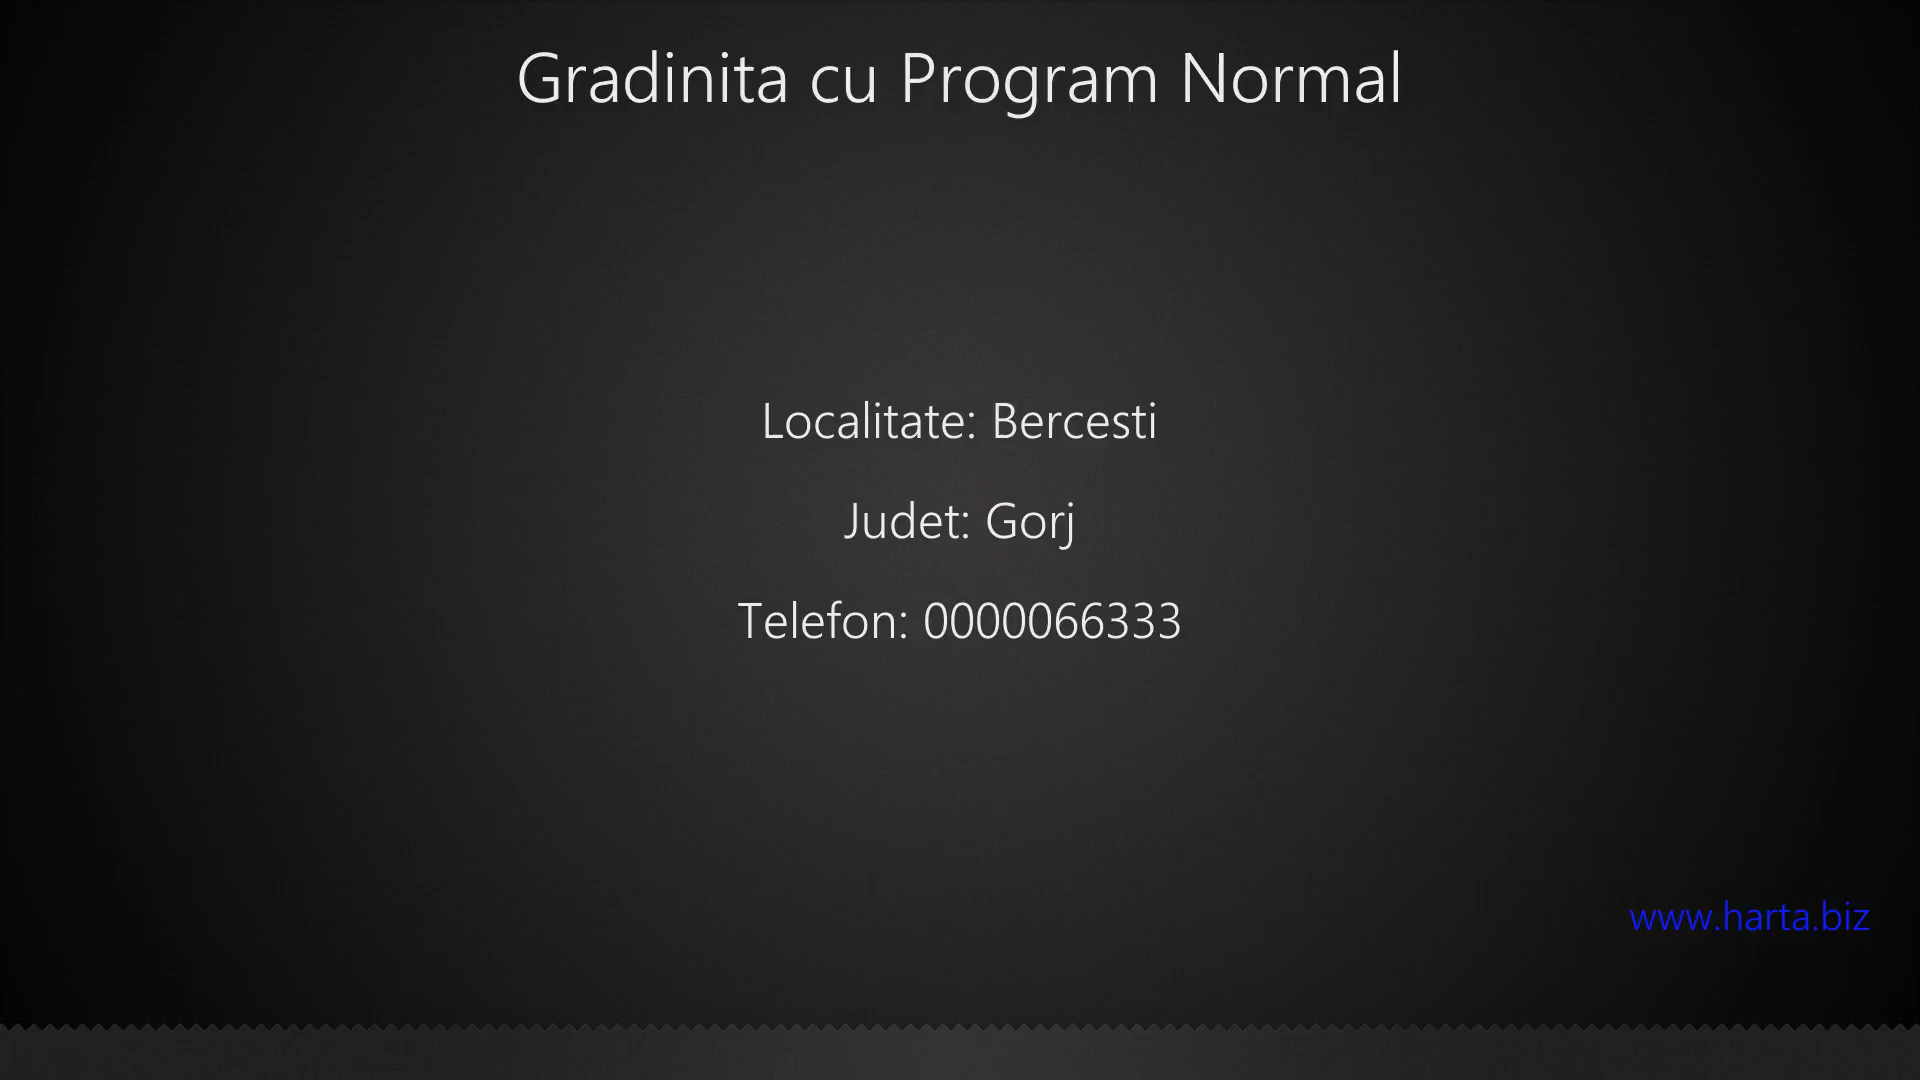 Gradinita cu Program Normal
Localitate: Bercesti
Judet: Gorj
Telefon: 0000066333
www.harta.biz